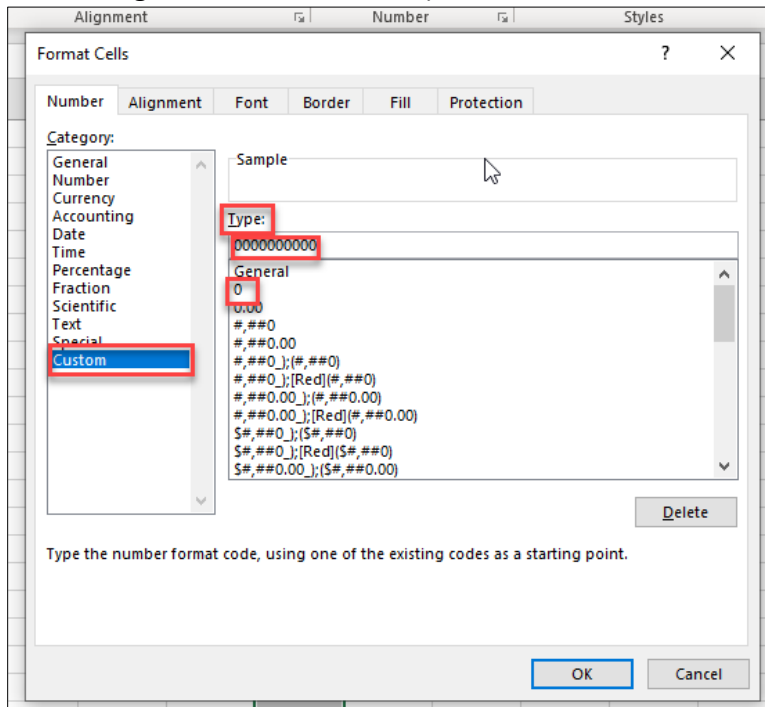 Alignment Number Styles
Format Cells ? ×
Number Alignment Font Border Fill Protection
Category:
General
Number
Currency
Accounting
Date
Time
Percentage
Fraction
Scientific
Text
Special
Custom
Sample
Type:
0000000000
General
0
0.00
#,##0
#,##0.00
#,##0_);(#,##0)
#,##0_);[Red](#,##0)
#,##0.00_);(#,##0.00)
#,##0.00_);[Red](#,##0.00)
$#,##0_);($#,##0)
$#,##0_);[Red]($#,##0)
$#,##0.00_);($#,##0.00)
Delete
Type the number format code, using one of the existing codes as a starting point.
OK Cancel